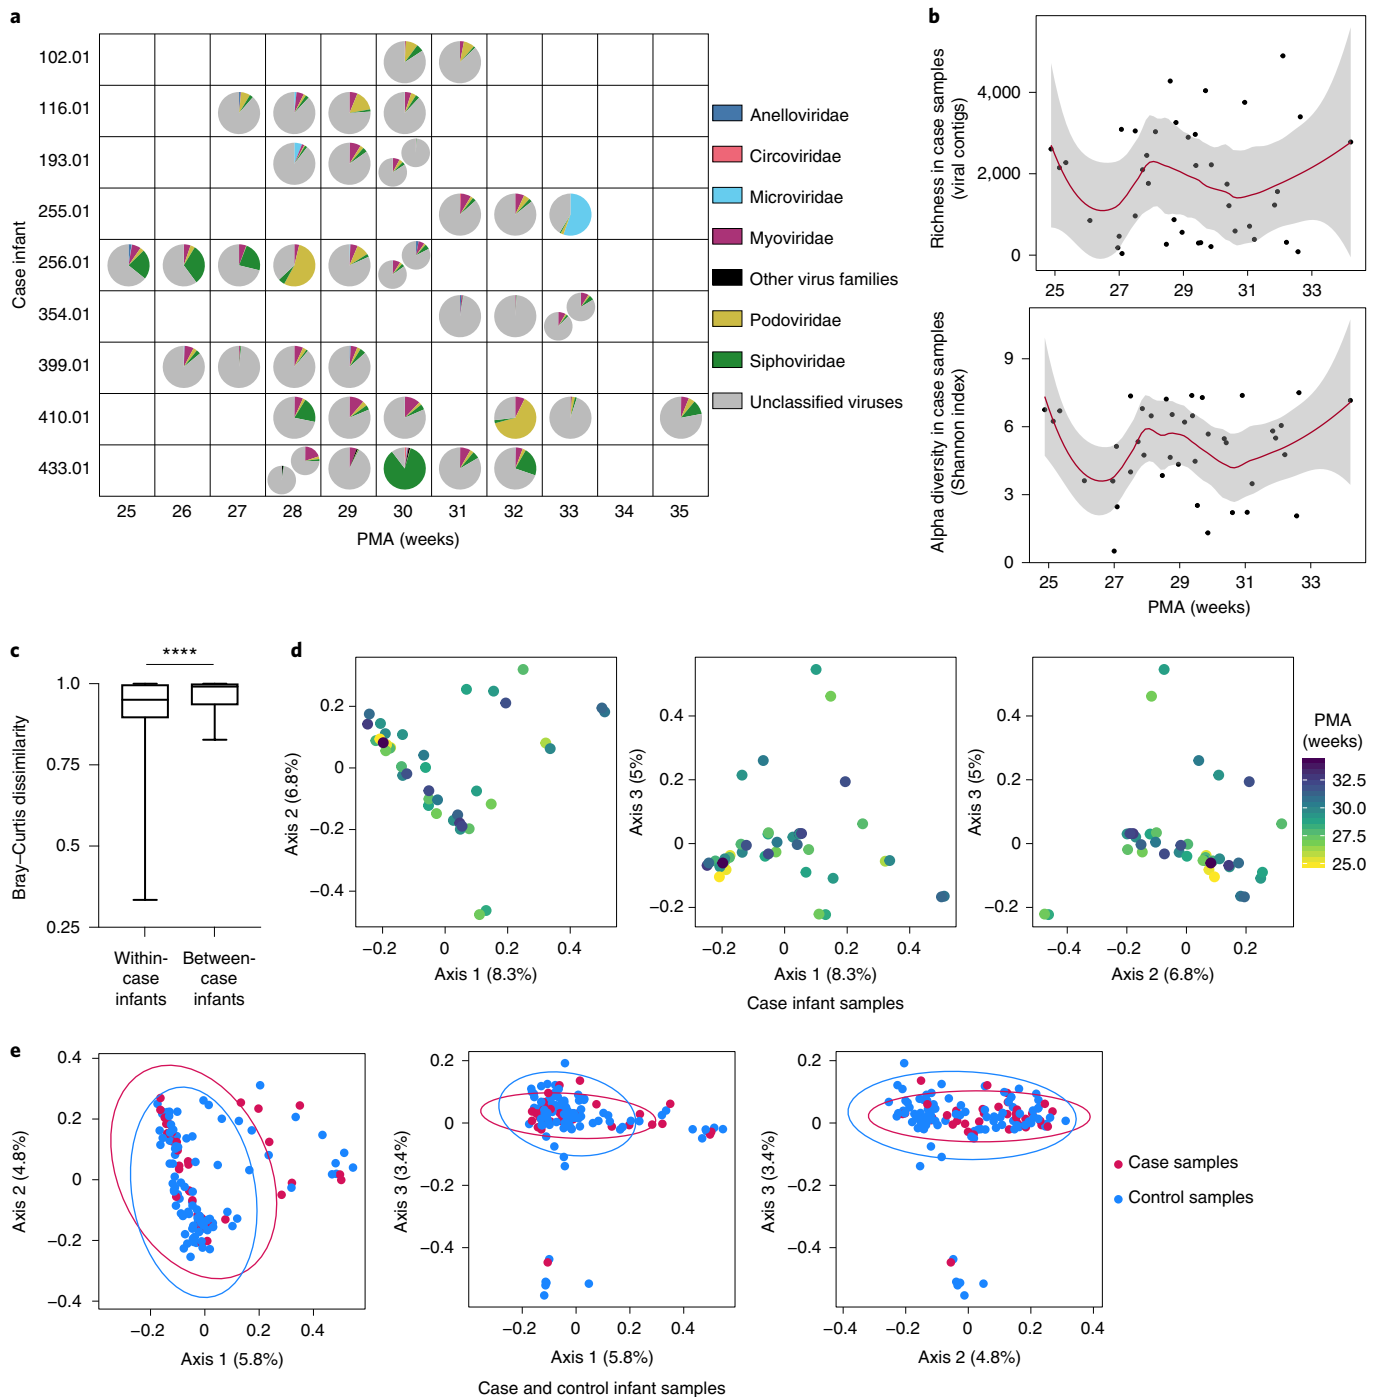 a
Case infant
102.01
116.01
193.01
255.01
256.01
354.01
399.01
410.01
433.01
25 26 27 28 29 30 31 32 33 34 35
PMA (weeks)
Anelloviridae
Circoviridae
Microviridae
Myoviridae
Other virus families
Podoviridae
Siphoviridae
Unclassified viruses
b
Richness in case samples
(viral contigs)
4,000
2,000
0
25 27 29 31 33
Alpha diversity in case samples
(Shannon index)
9
6
3
0
25 27 29 31 33
PMA (weeks)
c
Bray–Curtis dissimilarity
1.0
0.75
0.5
0.25
****
Within-
case
infants
Between-
case
infants
d
Axis 2 (6.8%)
0.2
0
−0.2
−0.4
−0.2 0 0.2 0.4
Axis 1 (8.3%)
Axis 3 (5%)
0.4
0.2
0
−0.2
−0.2 0 0.2 0.4
Axis 1 (8.3%)
Axis 3 (5%)
0.4
0.2
0
−0.2
−0.4 −0.2 0 0.2
Axis 2 (6.8%)
PMA
(weeks)
32.5
30.0
27.5
25.0
Case infant samples
e
Axis 2 (4.8%)
0.4
0.2
0
−0.2
−0.4
−0.2 0 0.2 0.4
Axis 1 (5.8%)
Axis 3 (3.4%)
0.2
0
−0.2
−0.4
−0.2 0 0.2 0.4
Axis 1 (5.8%)
Axis 3 (3.4%)
0.2
0
−0.2
−0.4
−0.4 −0.2 0 0.2 0.4
Axis 2 (4.8%)
Case samples
Control samples
Case and control infant samples